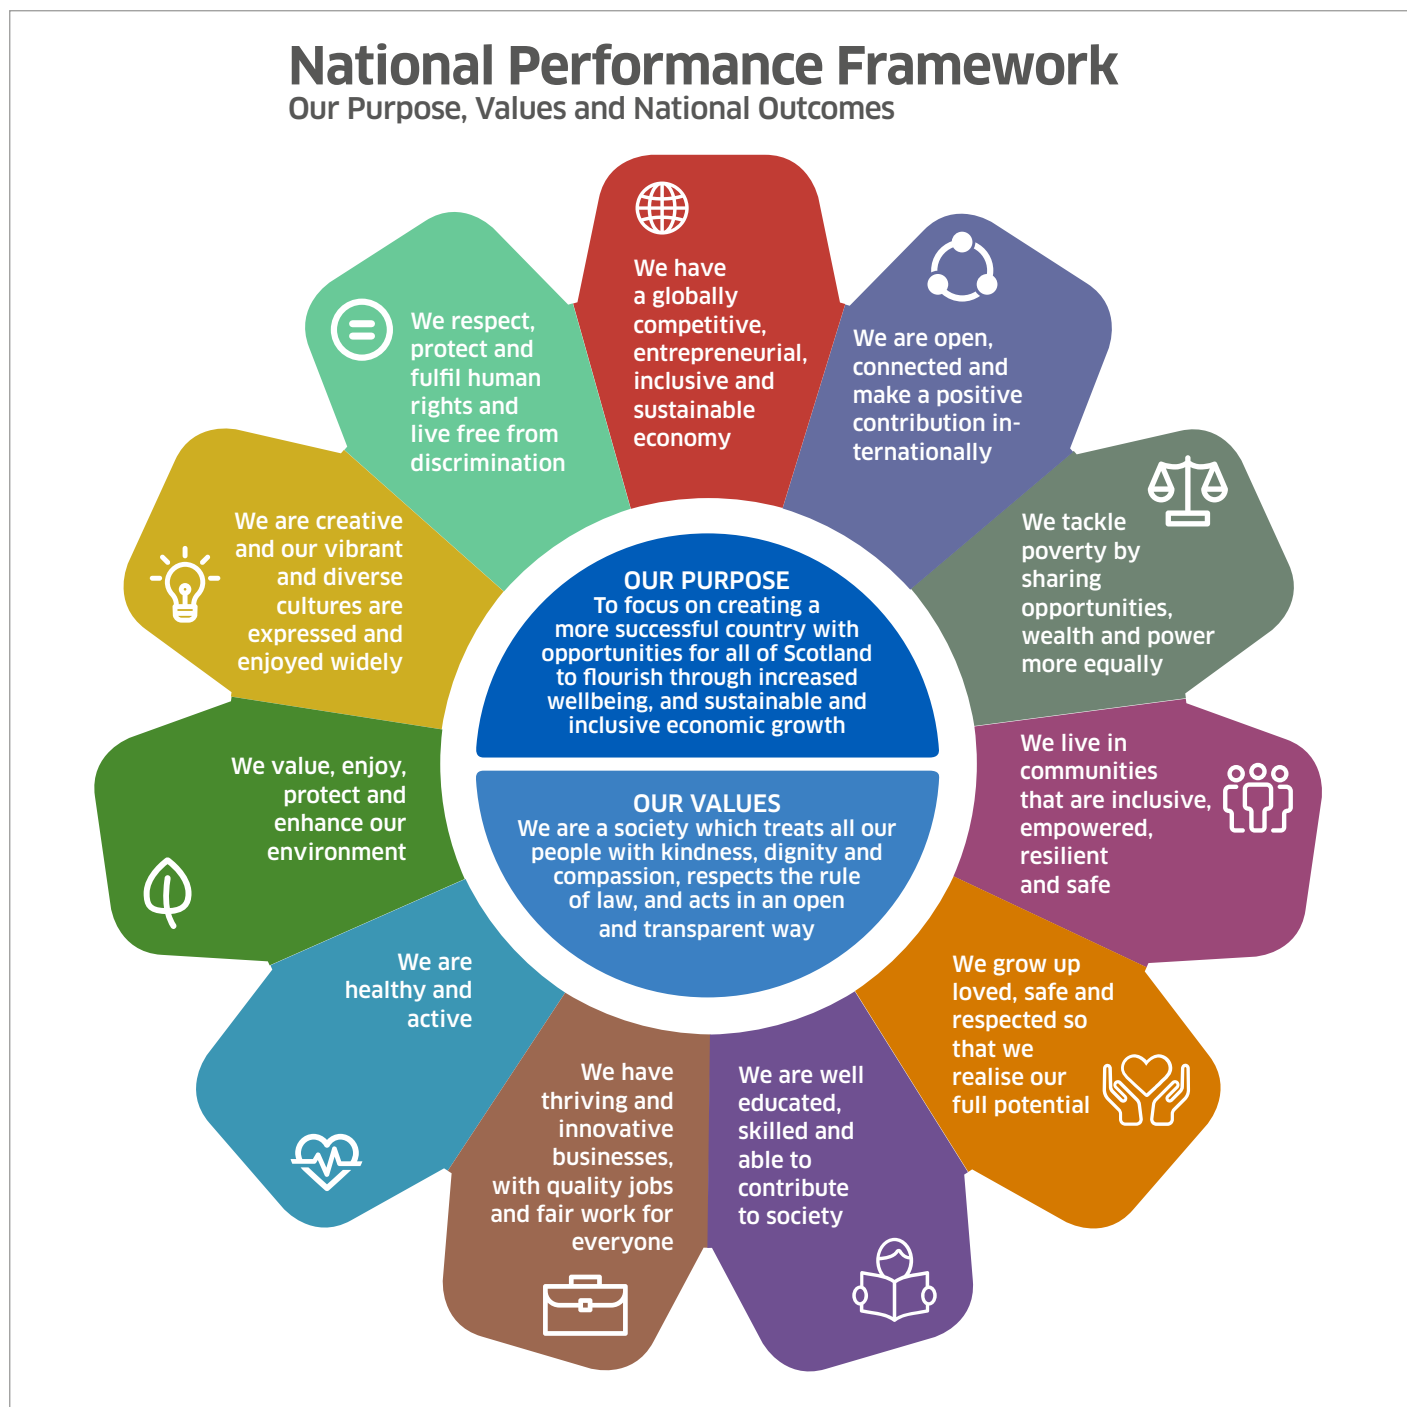 National Performance Framework
Our Purpose, Values and National Outcomes
We have
a globally
competitive,
entrepreneurial,
inclusive and
sustainable
economy
We are open,
connected and
make a positive
contribution in-
ternationally
We tackle
poverty by
sharing
opportunities,
wealth and power
more equally
We live in
communities
that are inclusive,
empowered,
resilient
and safe
We grow up
loved, safe and
respected so
that we
realise our
full potential
We are well
educated,
skilled and
able to
contribute
to society
We have
thriving and
innovative
businesses,
with quality jobs
and fair work for
everyone
We are
healthy and
active
We value, enjoy,
protect and
enhance our
environment
We are creative
and our vibrant
and diverse
cultures are
expressed and
enjoyed widely
We respect,
protect and
fulfil human
rights and
live free from
discrimination
OUR PURPOSE
To focus on creating a
more successful country with
opportunities for all of Scotland
to flourish through increased
wellbeing, and sustainable and
inclusive economic growth
OUR VALUES
We are a society which treats all our
people with kindness, dignity and
compassion, respects the rule
of law, and acts in an open
and transparent way